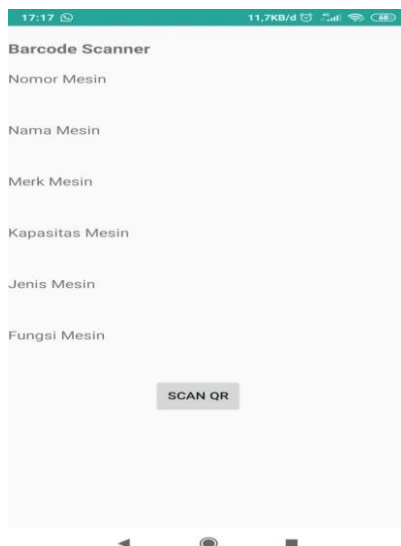 17:17 11,7KB/d 68
Barcode Scanner
Nomor Mesin
Nama Mesin
Merk Mesin
Kapasitas Mesin
Jenis Mesin
Fungsi Mesin
SCAN QR